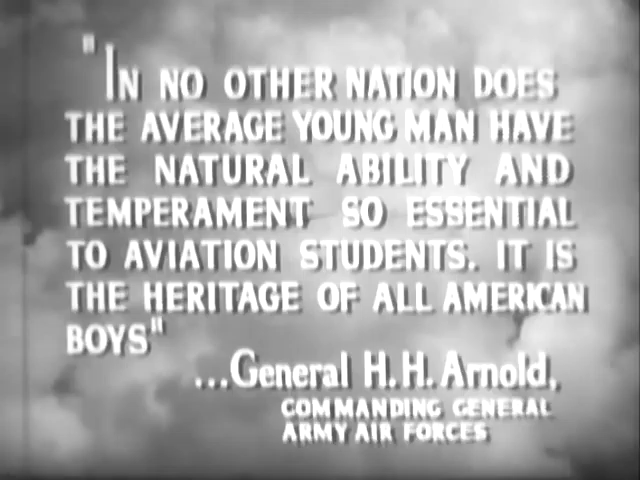 "IN NO OTHER NATION DOES
THE AVERAGE YOUNG MAN HAVE
THE NATURAL ABILITY AND
TEMPERAMENT SO ESSENTIAL
TO AVIATION STUDENTS. IT IS
THE HERITAGE OF ALL AMERICAN
BOYS"
...General H.H. Arnold,
COMMANDING GENERAL
ARMY AIR FORCES